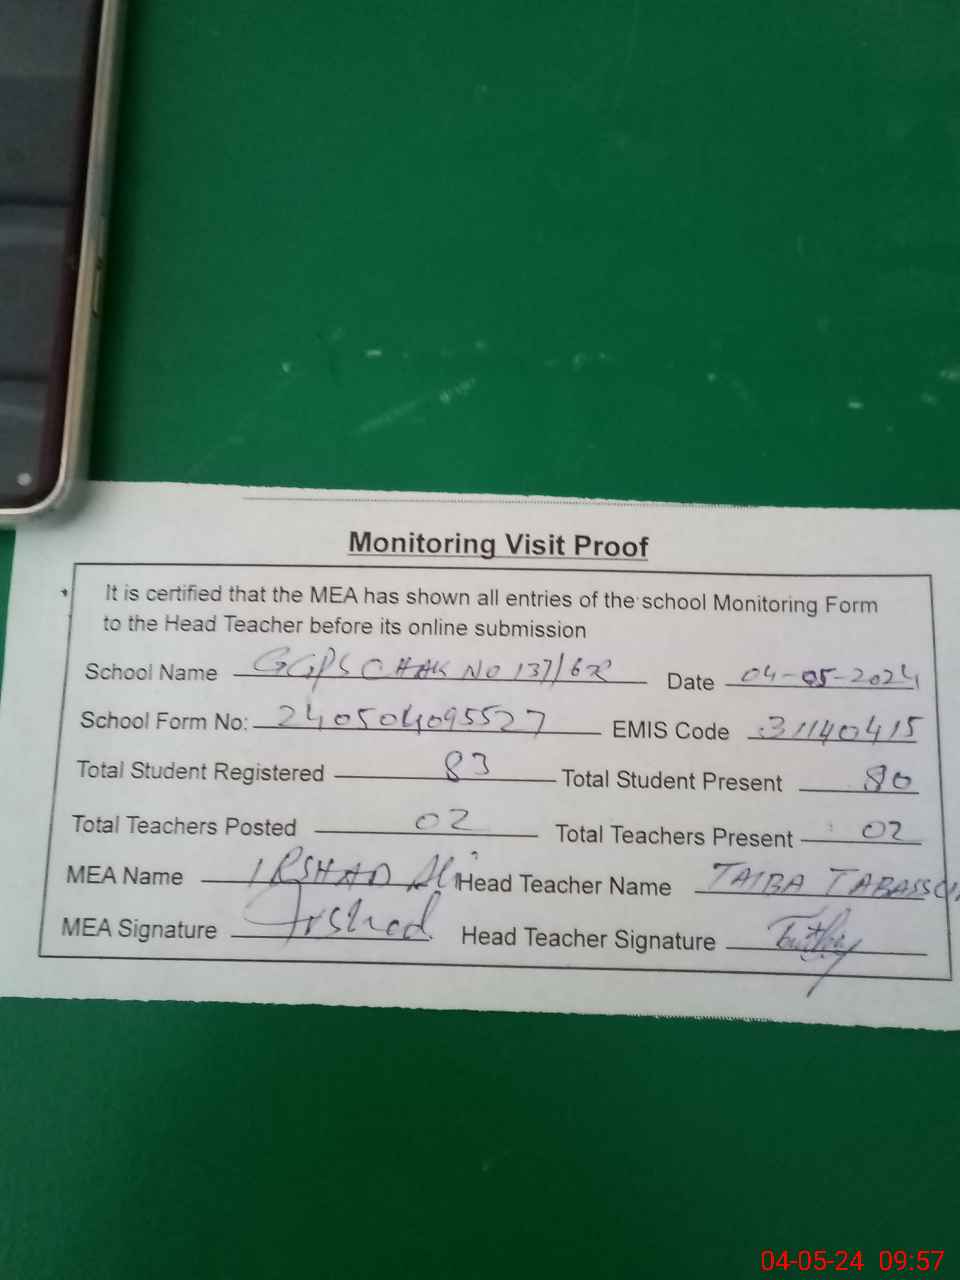 Monitoring Visit Proof
It is certified that the MEA has shown all entries of the school Monitoring Form
to the Head Teacher before its online submission
School Name GGPS CHAK NO 137/6R Date 04-05-2024
School Form No: 240504095527 EMIS Code 31140415
Total Student Registered 83 Total Student Present 80
Total Teachers Posted 02 Total Teachers Present 02
MEA Name IRSHAD Ali Head Teacher Name TAIBA
MEA Signature Irshad Head Teacher Signature
04-05-24 09:57